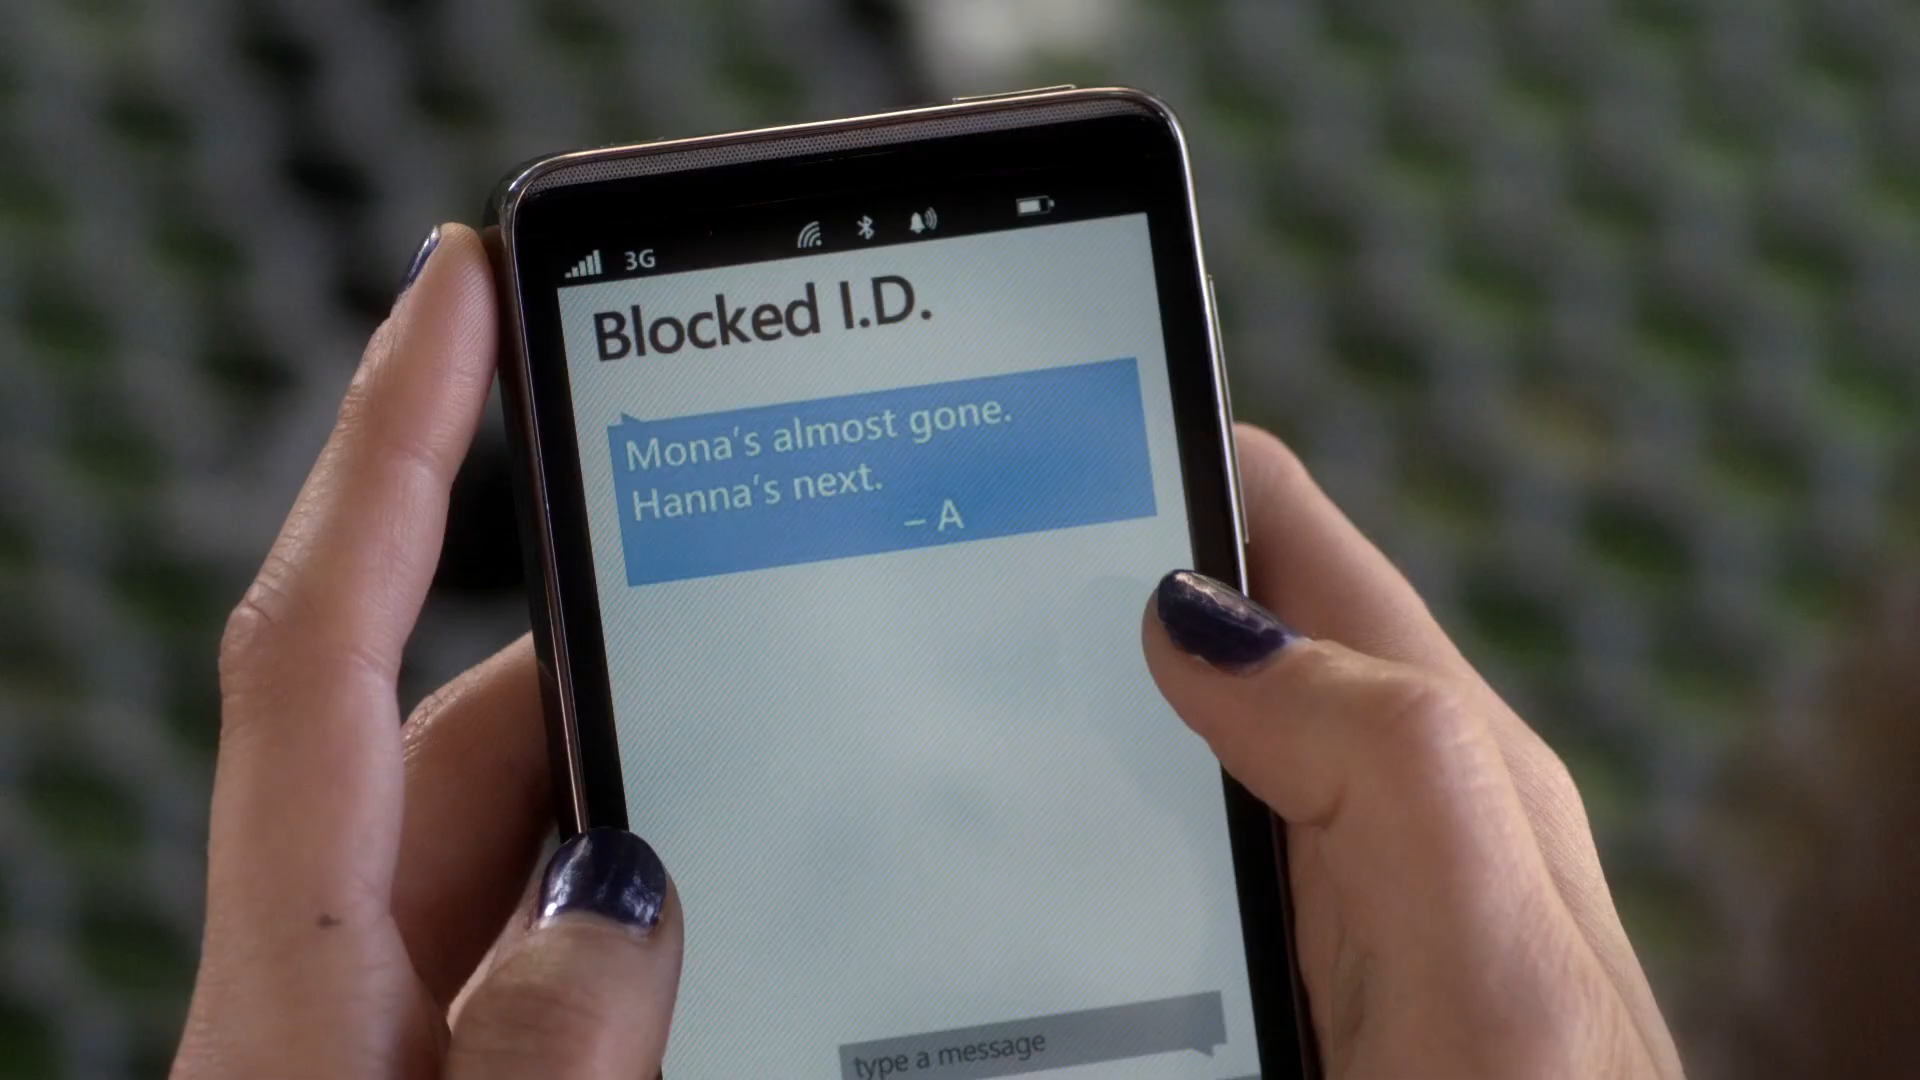 3G
Blocked I.D.
Mona's almost gone.
Hanna's next.
– A
type a message